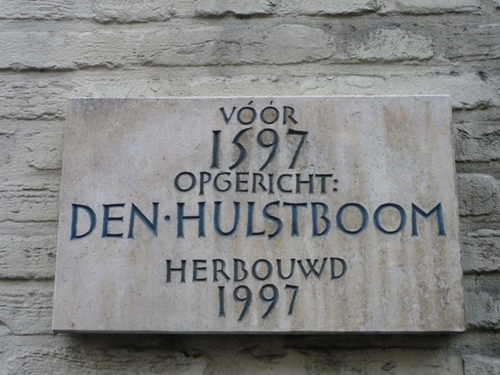 VÓÓR
1597
OPGERICHT:
DEN·HULSTBOOM
HERBOUWD
1997